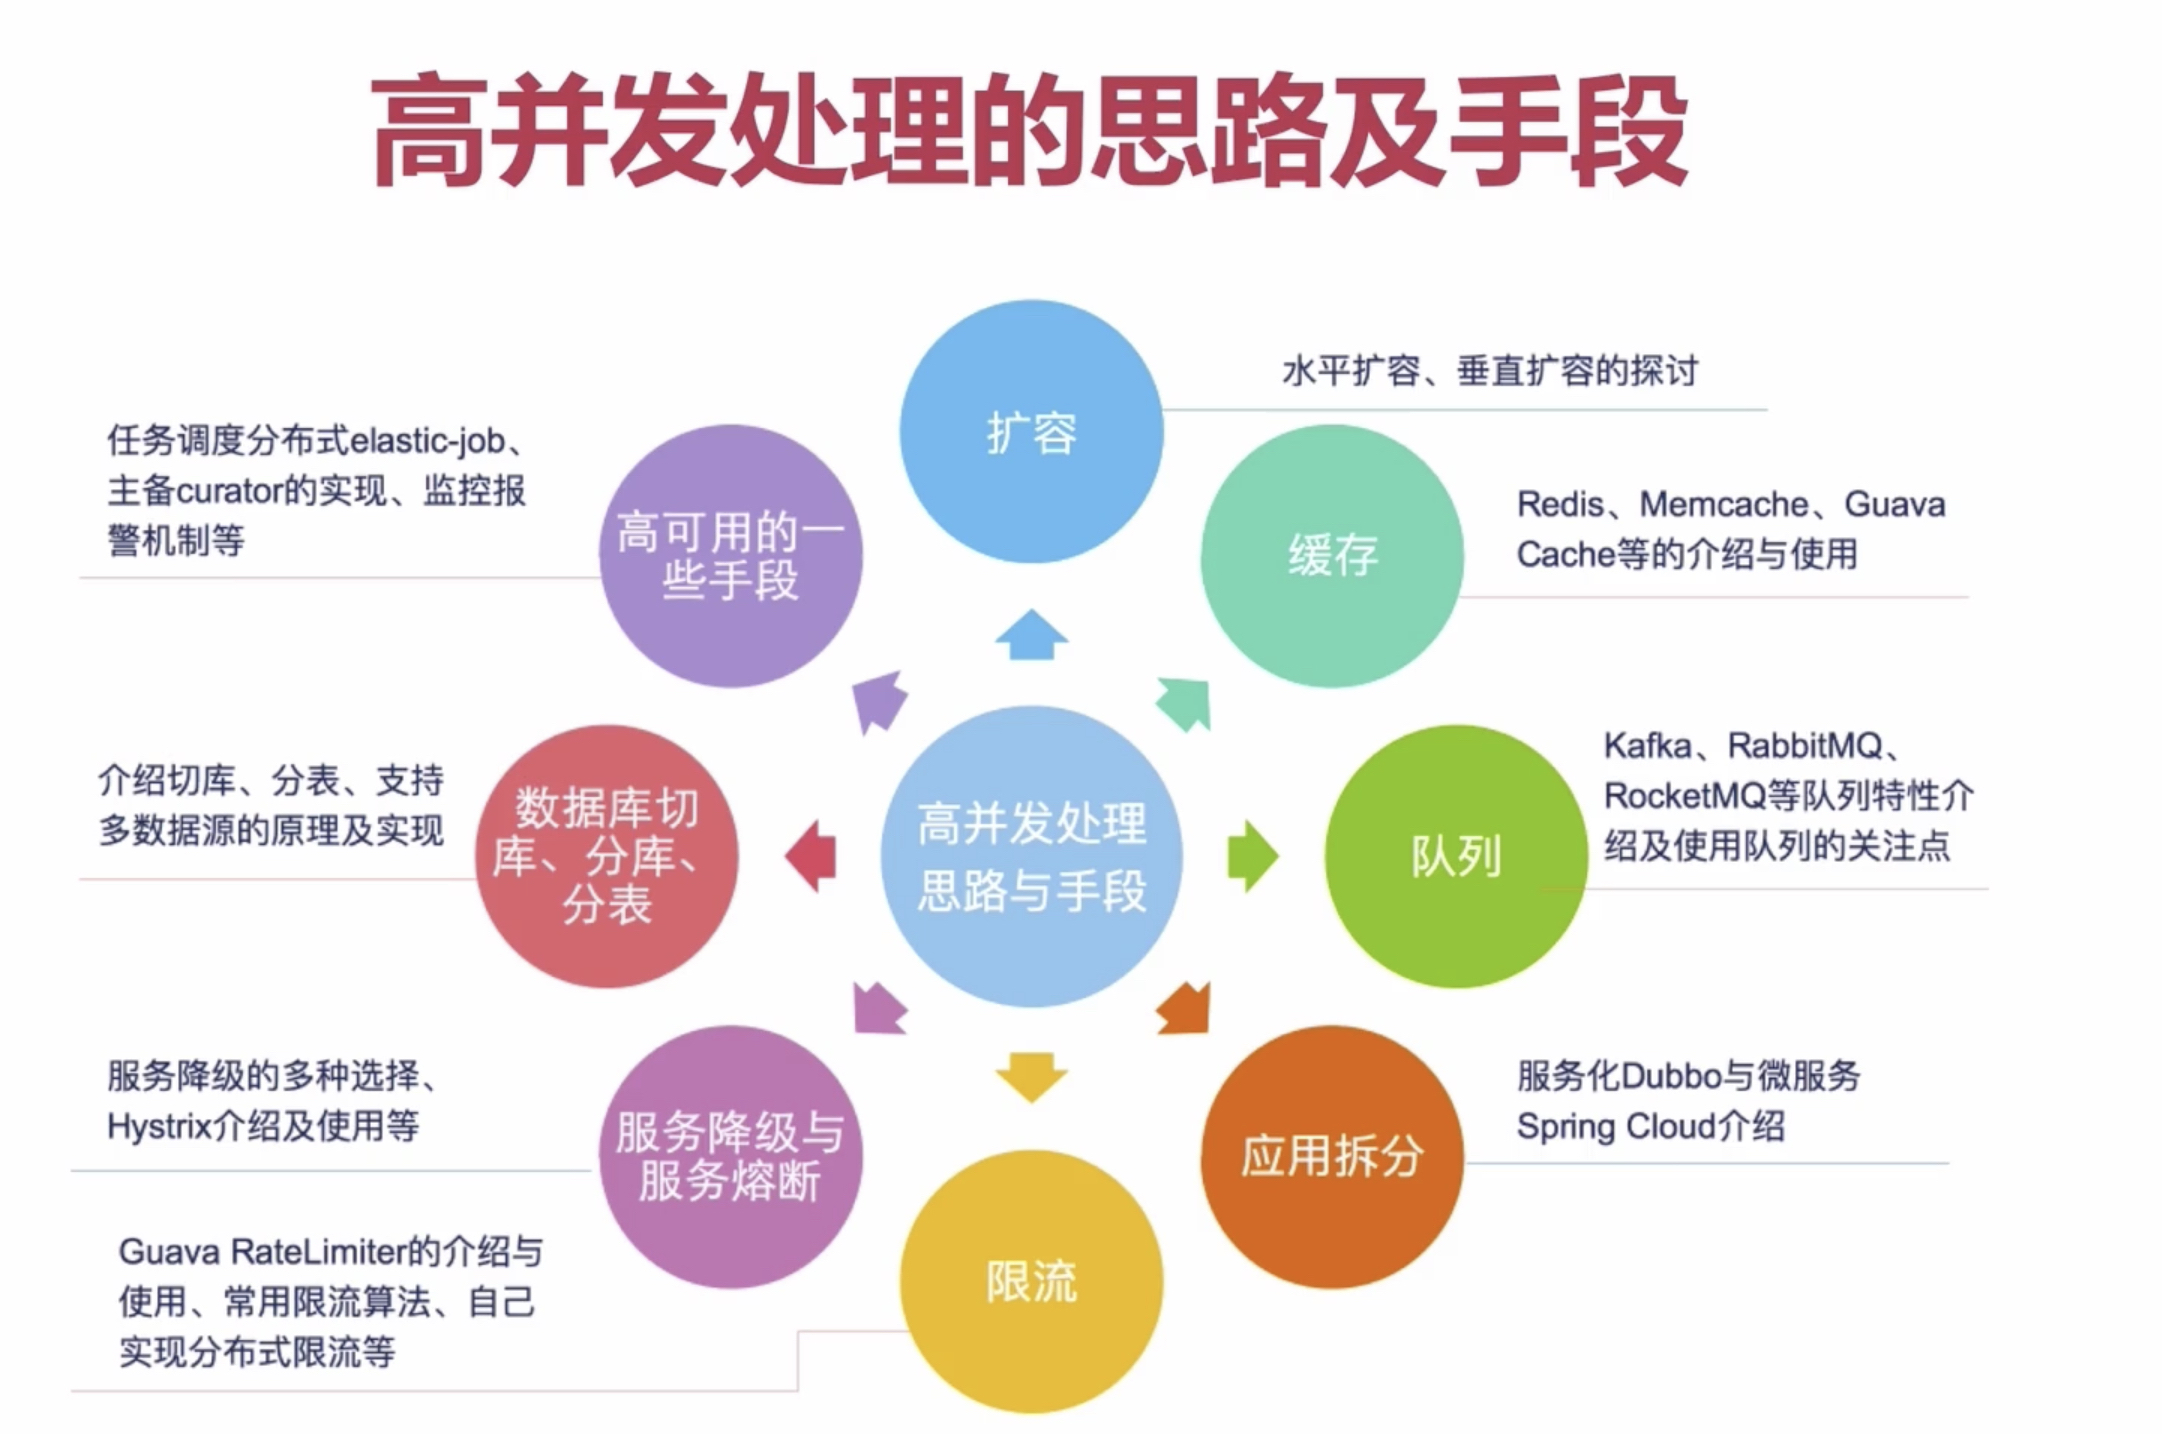 高并发处理的思路及手段
扩容
水平扩容、垂直扩容的探讨
缓存
Redis、Memcache、Guava
Cache等的介绍与使用
队列
Kafka、RabbitMQ、
RocketMQ等队列特性介
绍及使用队列的关注点
应用拆分
服务化Dubbo与微服务
Spring Cloud介绍
限流
Guava RateLimiter的介绍与
使用、常用限流算法、自己
实现分布式限流等
服务降级与
服务熔断
服务降级的多种选择、
Hystrix介绍及使用等
数据库切
库、分库、
分表
介绍切库、分表、支持
多数据源的原理及实现
高可用的一
些手段
任务调度分布式elastic-job、
主备curator的实现、监控报
警机制等
高并发处理
思路与手段